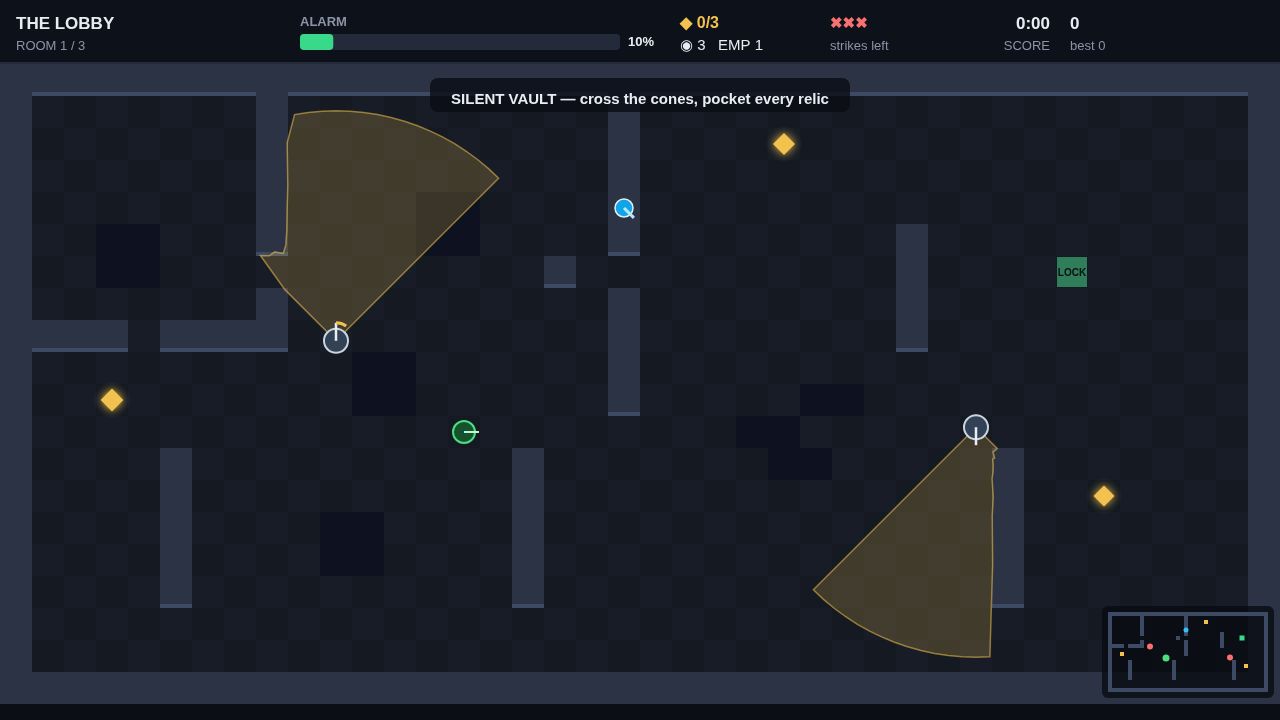 THE LOBBY
ROOM 1 / 3
ALARM
10%
0/3
3 EMP 1
strikes left
0:00
SCORE
0
best 0
SILENT VAULT — cross the cones, pocket every relic
LOCK